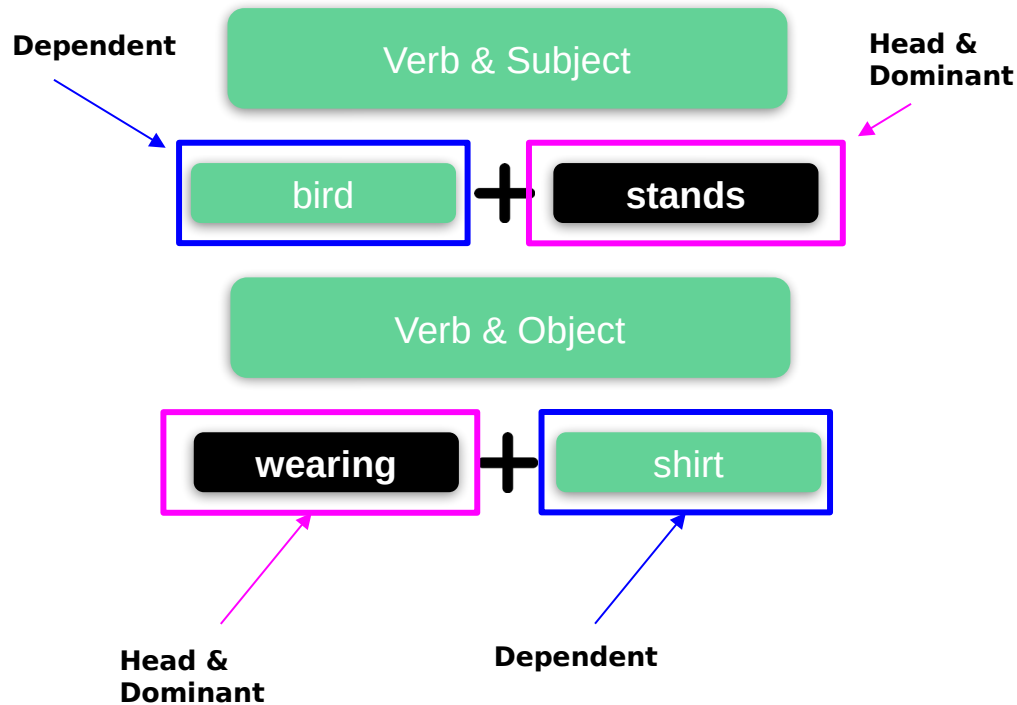 Dependent
Verb & Subject
Head &
Dominant
bird
stands
Verb & Object
wearing
shirt
Head &
Dominant
Dependent